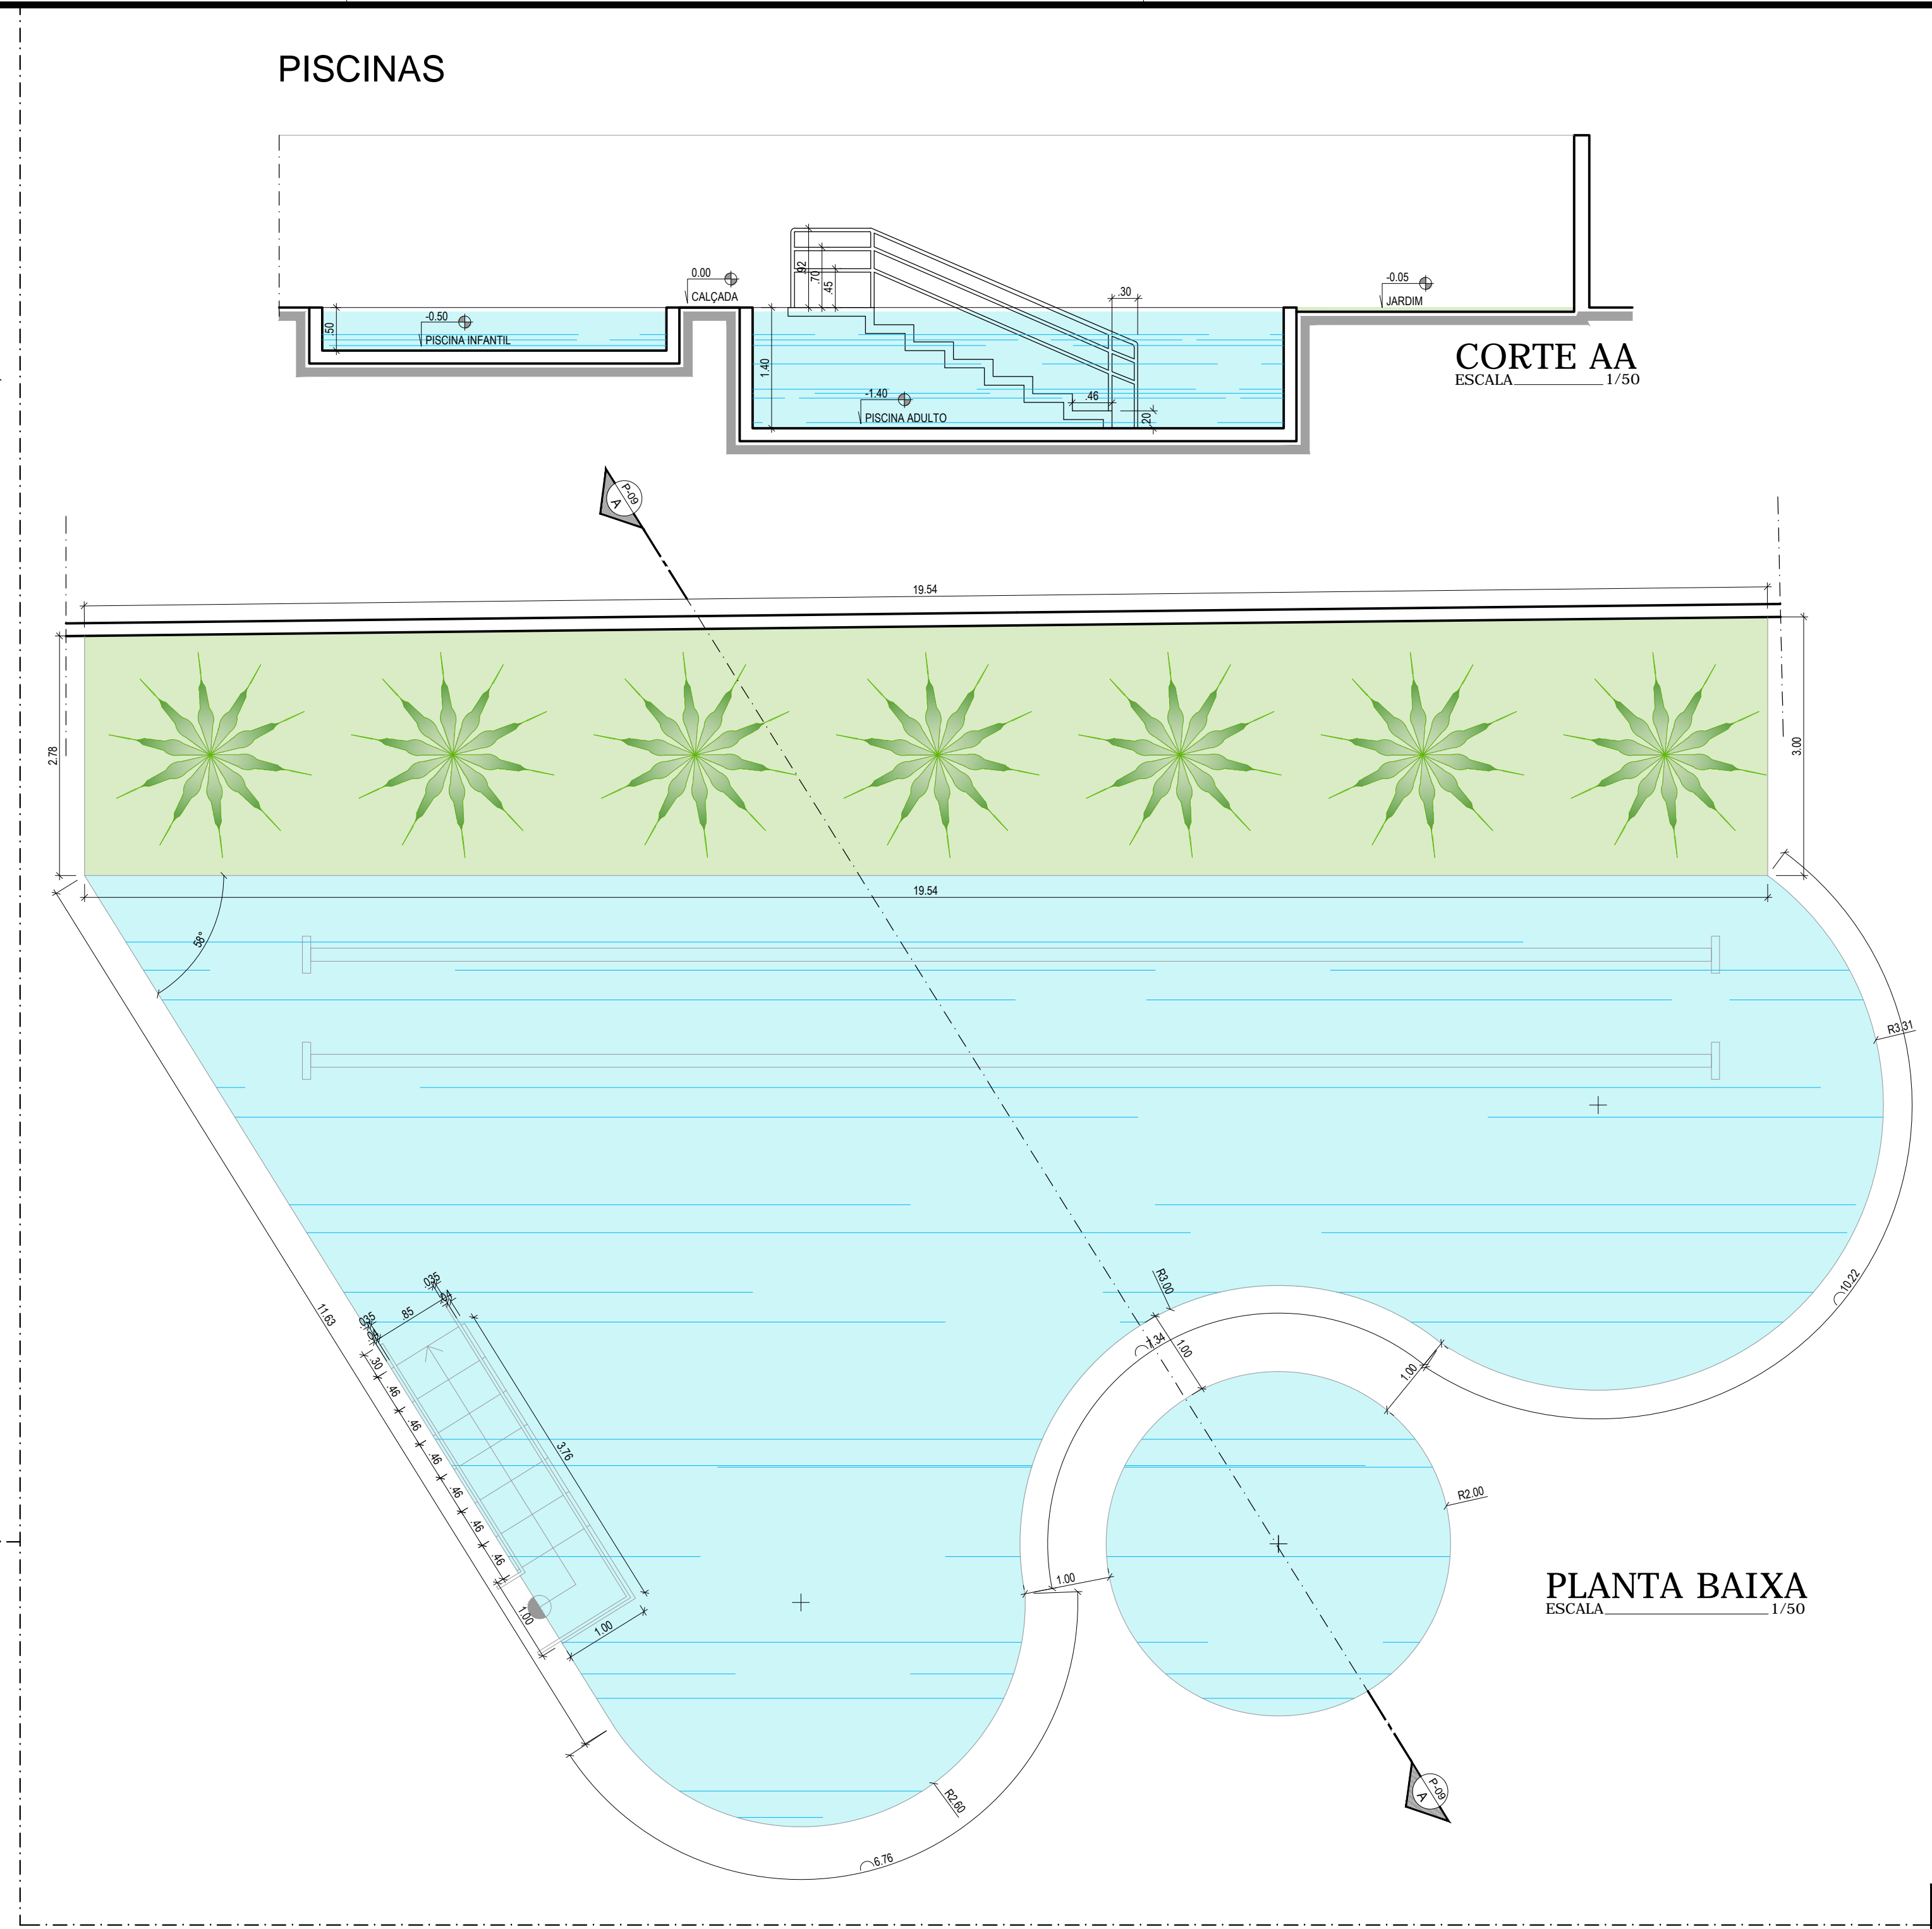 PISCINAS
.92
.70
.45
0.00
CALÇADA
.30
-0.05
JARDIM
.50
-0.50
PISCINA INFANTIL
1.40
-1.40
PISCINA ADULTO
.46
.20
CORTE AA
ESCALA 1/50
P-09
A
19.54
2.78
3.00
19.54
58°
R3.31
11.63
10.22
.035
.85
.035
.30
.46
.46
.46
.46
.46
.46
3.76
1.00
1.00
R3.00
7.34
1.00
1.00
R2.00
1.00
PLANTA BAIXA
ESCALA 1/50
R2.60
6.76
P-09
A